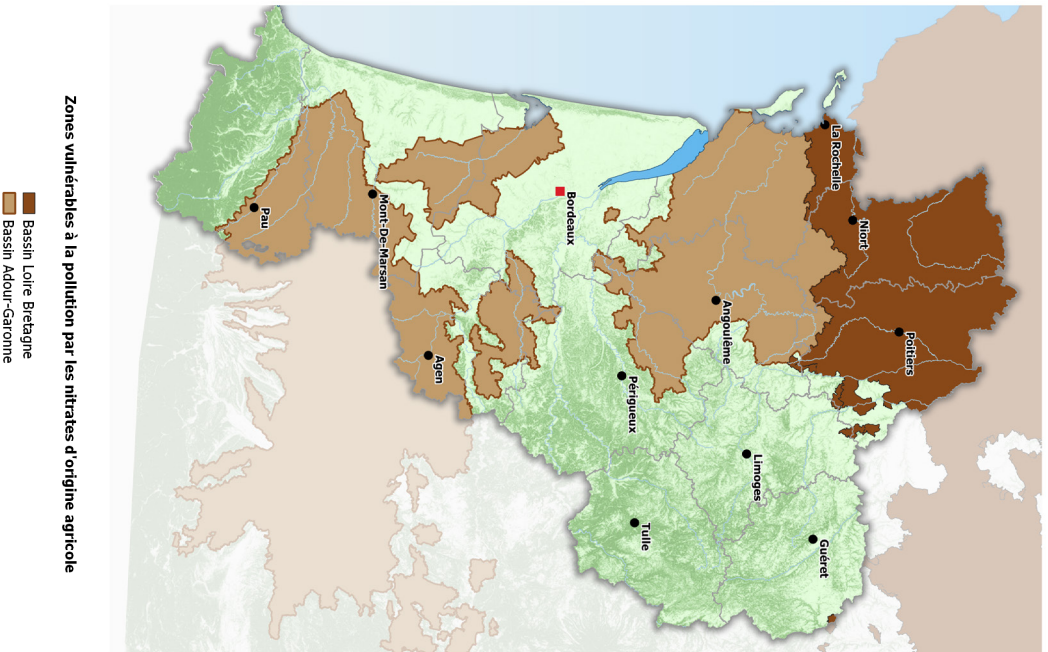 La Rochelle
Niort
Poitiers
Angoulême
Limoges
Guéret
Périgueux
Tulle
Bordeaux
Agen
Mont-De-Marsan
Pau
Zones vulnérables à la pollution par les nitrates d'origine agricole
Bassin Loire Bretagne
Bassin Adour-Garonne